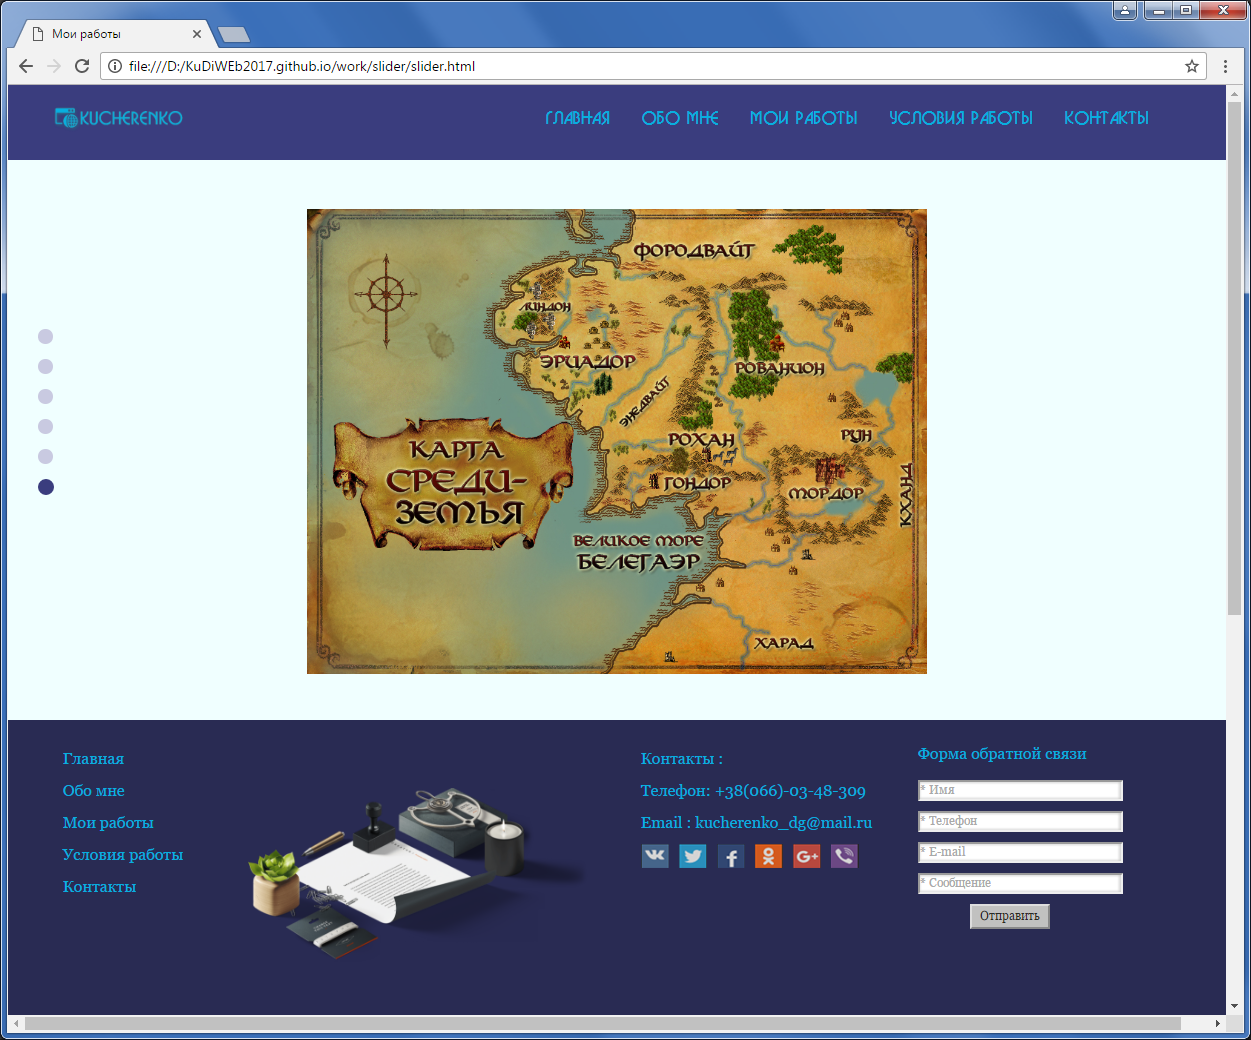 Мои работы
file:///D:/KuDiWEb2017.github.io/work/slider/slider.html
KUCHERENKO
ГЛАВНАЯ ОБО МНЕ МОИ РАБОТЫ УСЛОВИЯ РАБОТЫ КОНТАКТЫ
ФОРОДВАЙТ
ЛИНДОН
ЭРИАДОР
РОВАНИОН
ЭНЕДВАЙТ
РОХАН
РУН
КАРТА
СРЕДИ-
ЗЕМЬЯ
ГОНДОР
МОРДОР
КХАНД
ВЕЛИКОЕ МОРЕ
БЕЛЕГАЭР
ХАРАД
Главная
Обо мне
Мои работы
Условия работы
Контакты
Контакты :
Телефон: +38(066)-03-48-309
Email : kucherenko_dg@mail.ru
Форма обратной связи
* Имя
* Телефон
* E-mail
* Сообщение
Отправить